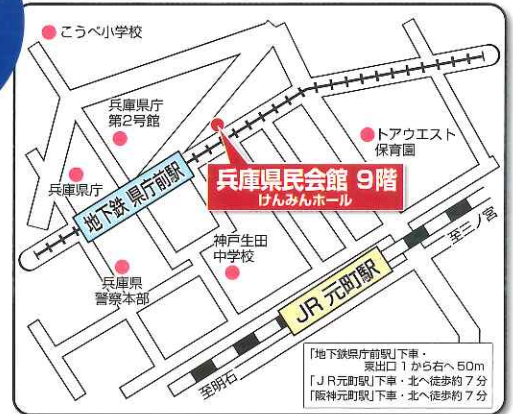 こうべ小学校
兵庫県庁
第2号館
トアウエスト
保育園
兵庫県庁
地下鉄 県庁前駅
兵庫県民会館 9階
けんみんホール
神戸生田
中学校
兵庫県
警察本部
至三ノ宮
JR 元町駅
至明石
「地下鉄県庁前駅」下車・
東出口1から右へ50m
「JR元町駅」下車・北へ徒歩約7分
「阪神元町駅」下車・北へ徒歩約7分